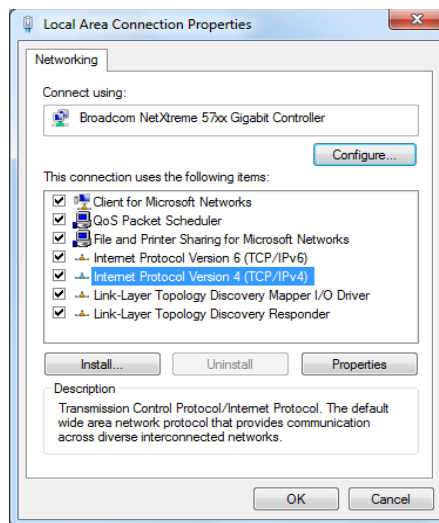 Local Area Connection Properties
Networking
Connect using:
Broadcom NetXtreme 57xx Gigabit Controller
Configure...
This connection uses the following items:
Client for Microsoft Networks
QoS Packet Scheduler
File and Printer Sharing for Microsoft Networks
Internet Protocol Version 6 (TCP/IPv6)
Internet Protocol Version 4 (TCP/IPv4)
Link-Layer Topology Discovery Mapper I/O Driver
Link-Layer Topology Discovery Responder
Install... Uninstall Properties
Description
Transmission Control Protocol/Internet Protocol. The default
wide area network protocol that provides communication
across diverse interconnected networks.
OK Cancel